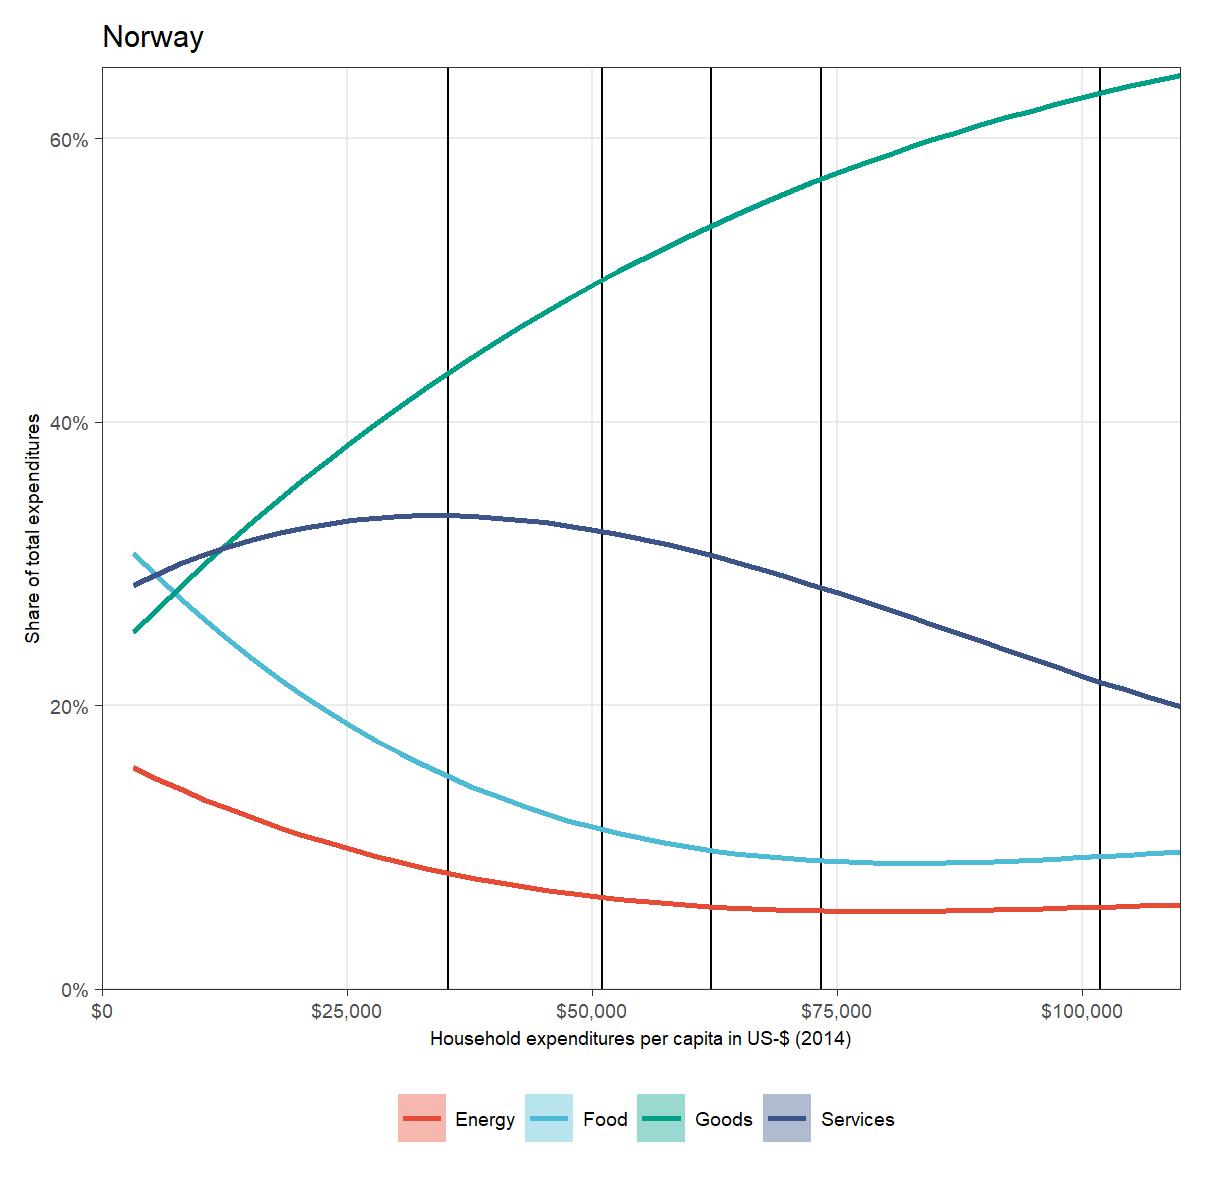 Norway
60%
40%
20%
0%
Share of total expenditures
$0 $25,000 $50,000 $75,000 $100,000
Household expenditures per capita in US-$ (2014)
Energy Food Goods Services